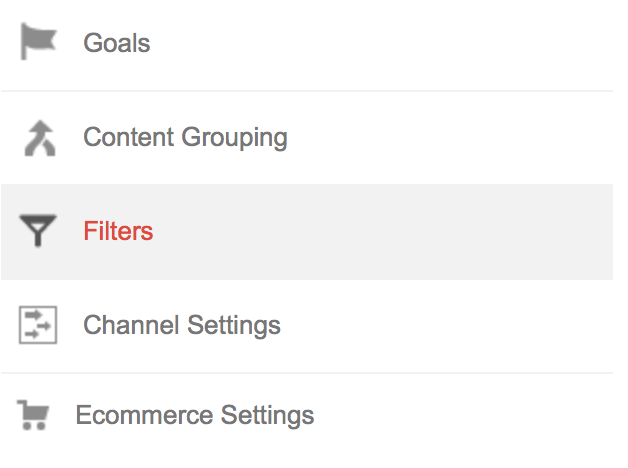 Goals
Content Grouping
Filters
Channel Settings
Ecommerce Settings